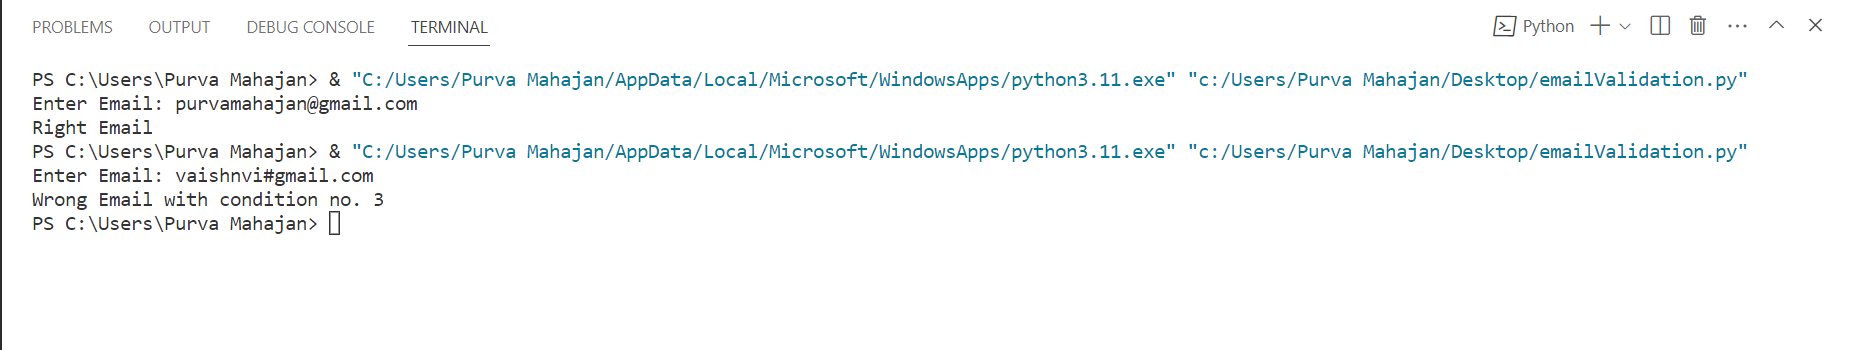 PROBLEMS OUTPUT DEBUG CONSOLE TERMINAL Python
PS C:\Users\Purva Mahajan> & "C:/Users/Purva Mahajan/AppData/Local/Microsoft/WindowsApps/python3.11.exe" "c:/Users/Purva Mahajan/Desktop/emailValidation.py"
Enter Email: purvamahajan@gmail.com
Right Email
PS C:\Users\Purva Mahajan> & "C:/Users/Purva Mahajan/AppData/Local/Microsoft/WindowsApps/python3.11.exe" "c:/Users/Purva Mahajan/Desktop/emailValidation.py"
Enter Email: vaishnvi#gmail.com
Wrong Email with condition no. 3
PS C:\Users\Purva Mahajan>